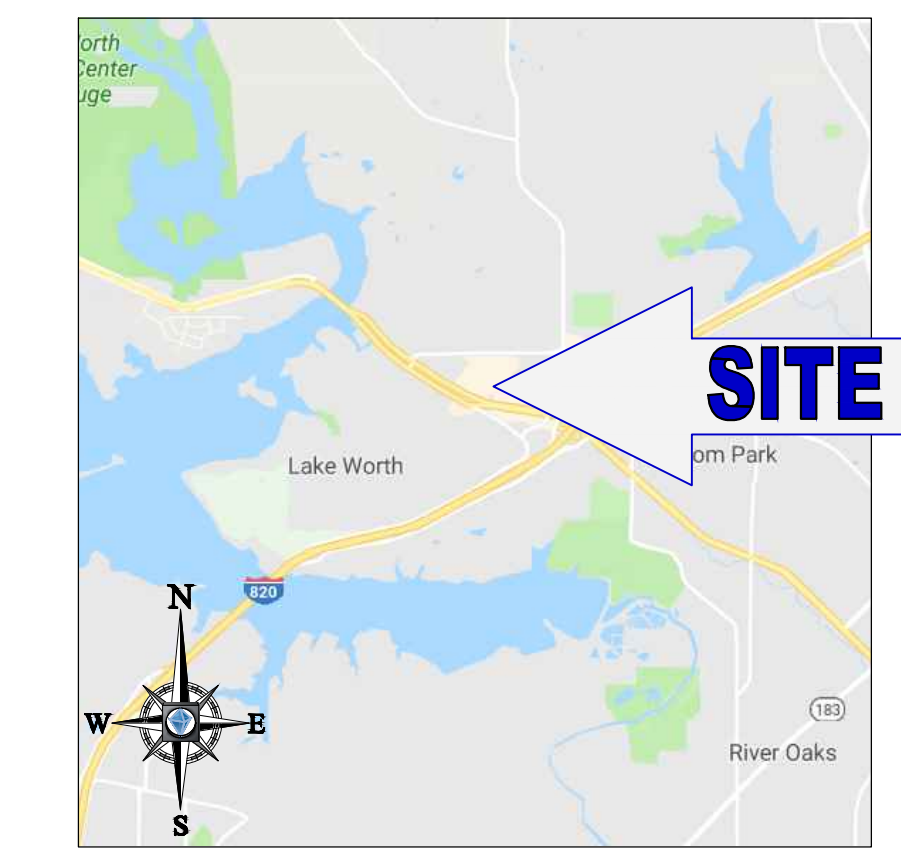 orth
Center
uge
SITE
om Park
Lake Worth
820
N
W
E
S
183
River Oaks